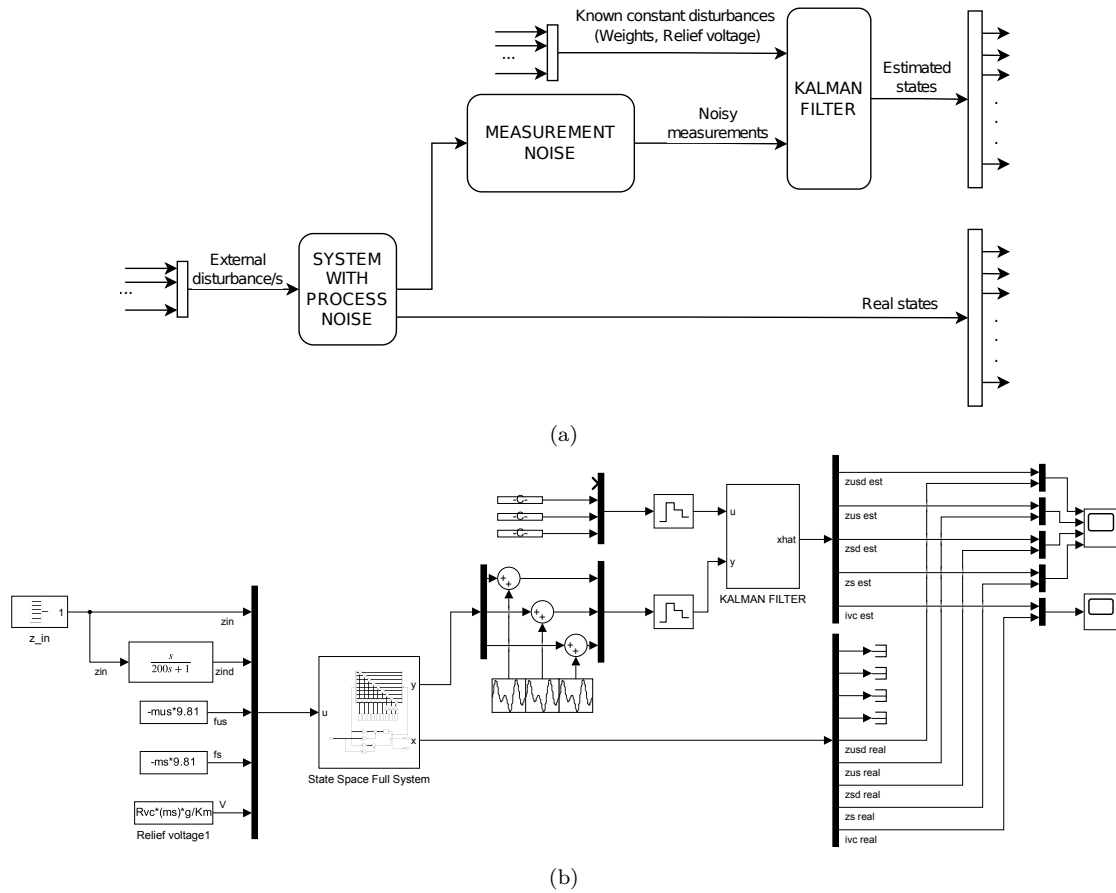 Known constant disturbances
(Weights, Relief voltage)
...
KALMAN
FILTER
Estimated
states
MEASUREMENT
NOISE
Noisy
measurements
External
disturbance/s
...
SYSTEM
WITH
PROCESS
NOISE
Real states
(a)
z_in
1
zin
zin
s
200s + 1
zind
-mus*9.81
fus
-ms*9.81
fs
Rvc*(ms)*g/Km
V
Relief voltage1
u
y
x
State Space Full System
-C-
-C-
-C-
+
+
+
+
+
+
u
y
xhat
KALMAN FILTER
zusd est
zus est
zsd est
zs est
ivc est
zusd real
zus real
zsd real
zs real
ivc real
(b)